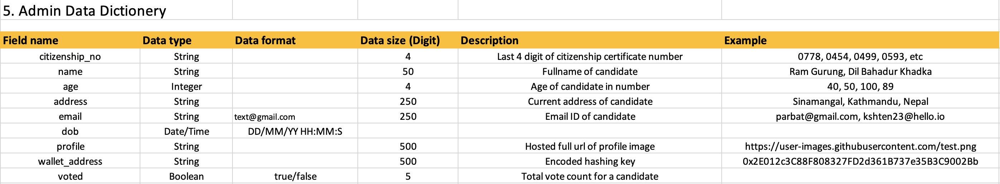 5. Admin Data Dictionery
Field name Data type Data format Data size (Digit) Description Example
citizenship_no String 4 Last 4 digit of citizenship certificate number 0778, 0454, 0499, 0593, etc
name String 50 Fullname of candidate Ram Gurung, Dil Bahadur Khadka
age Integer 4 Age of candidate in number 40, 50, 100, 89
address String 250 Current address of candidate Sinamangal, Kathmandu, Nepal
email String text@gmail.com 250 Email ID of candidate parbat@gmail.com, kshten23@hello.io
dob Date/Time DD/MM/YY HH:MM:S
profile String 500 Hosted full url of profile image https://user-images.githubusercontent.com/test.png
wallet_address String 500 Encoded hashing key 0x2E012c3C88F808327FD2d361B737e35B3C9002Bb
voted Boolean true/false 5 Total vote count for a candidate